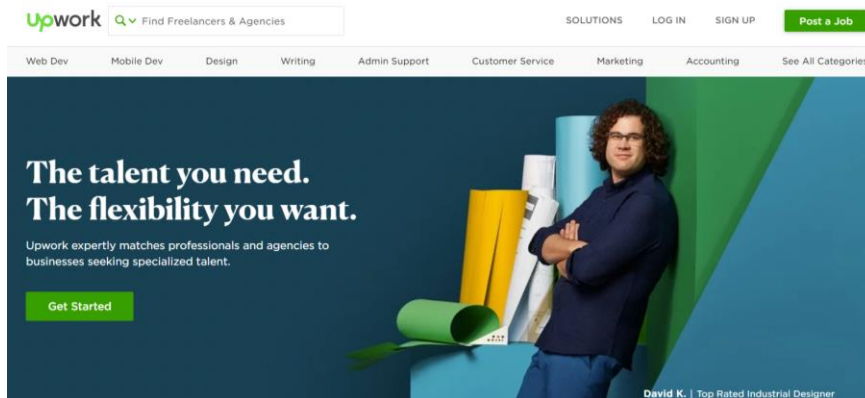 Upwork
Find Freelancers & Agencies
SOLUTIONS
LOG IN
SIGN UP
Post a Job
Web Dev
Mobile Dev
Design
Writing
Admin Support
Customer Service
Marketing
Accounting
See All Categories
The talent you need.
The flexibility you want.
Upwork expertly matches professionals and agencies to
businesses seeking specialized talent.
Get Started
David K. | Top Rated Industrial Designer